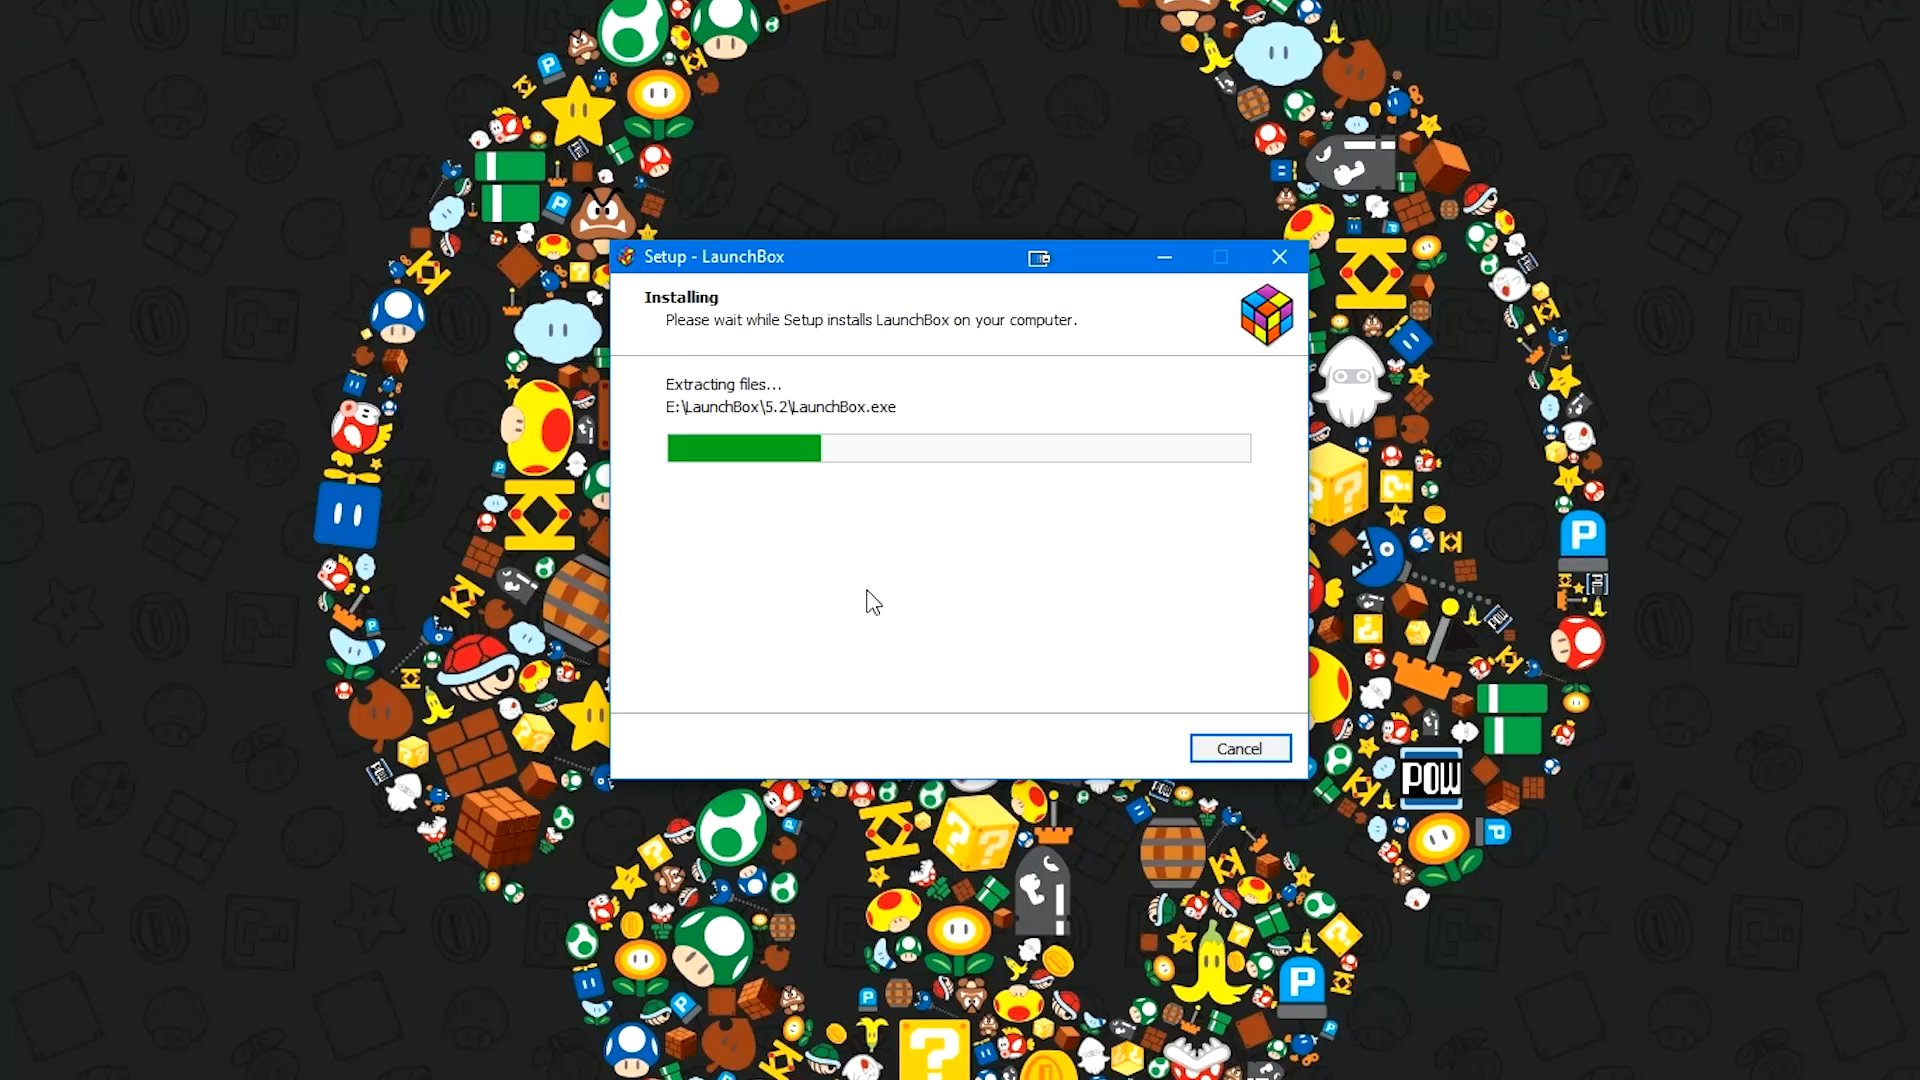 Setup - LaunchBox
Installing
Please wait while Setup installs LaunchBox on your computer.
Extracting files...
E:\LaunchBox\5.2\LaunchBox.exe
Cancel
P
P
POW
P
?
?
P
?